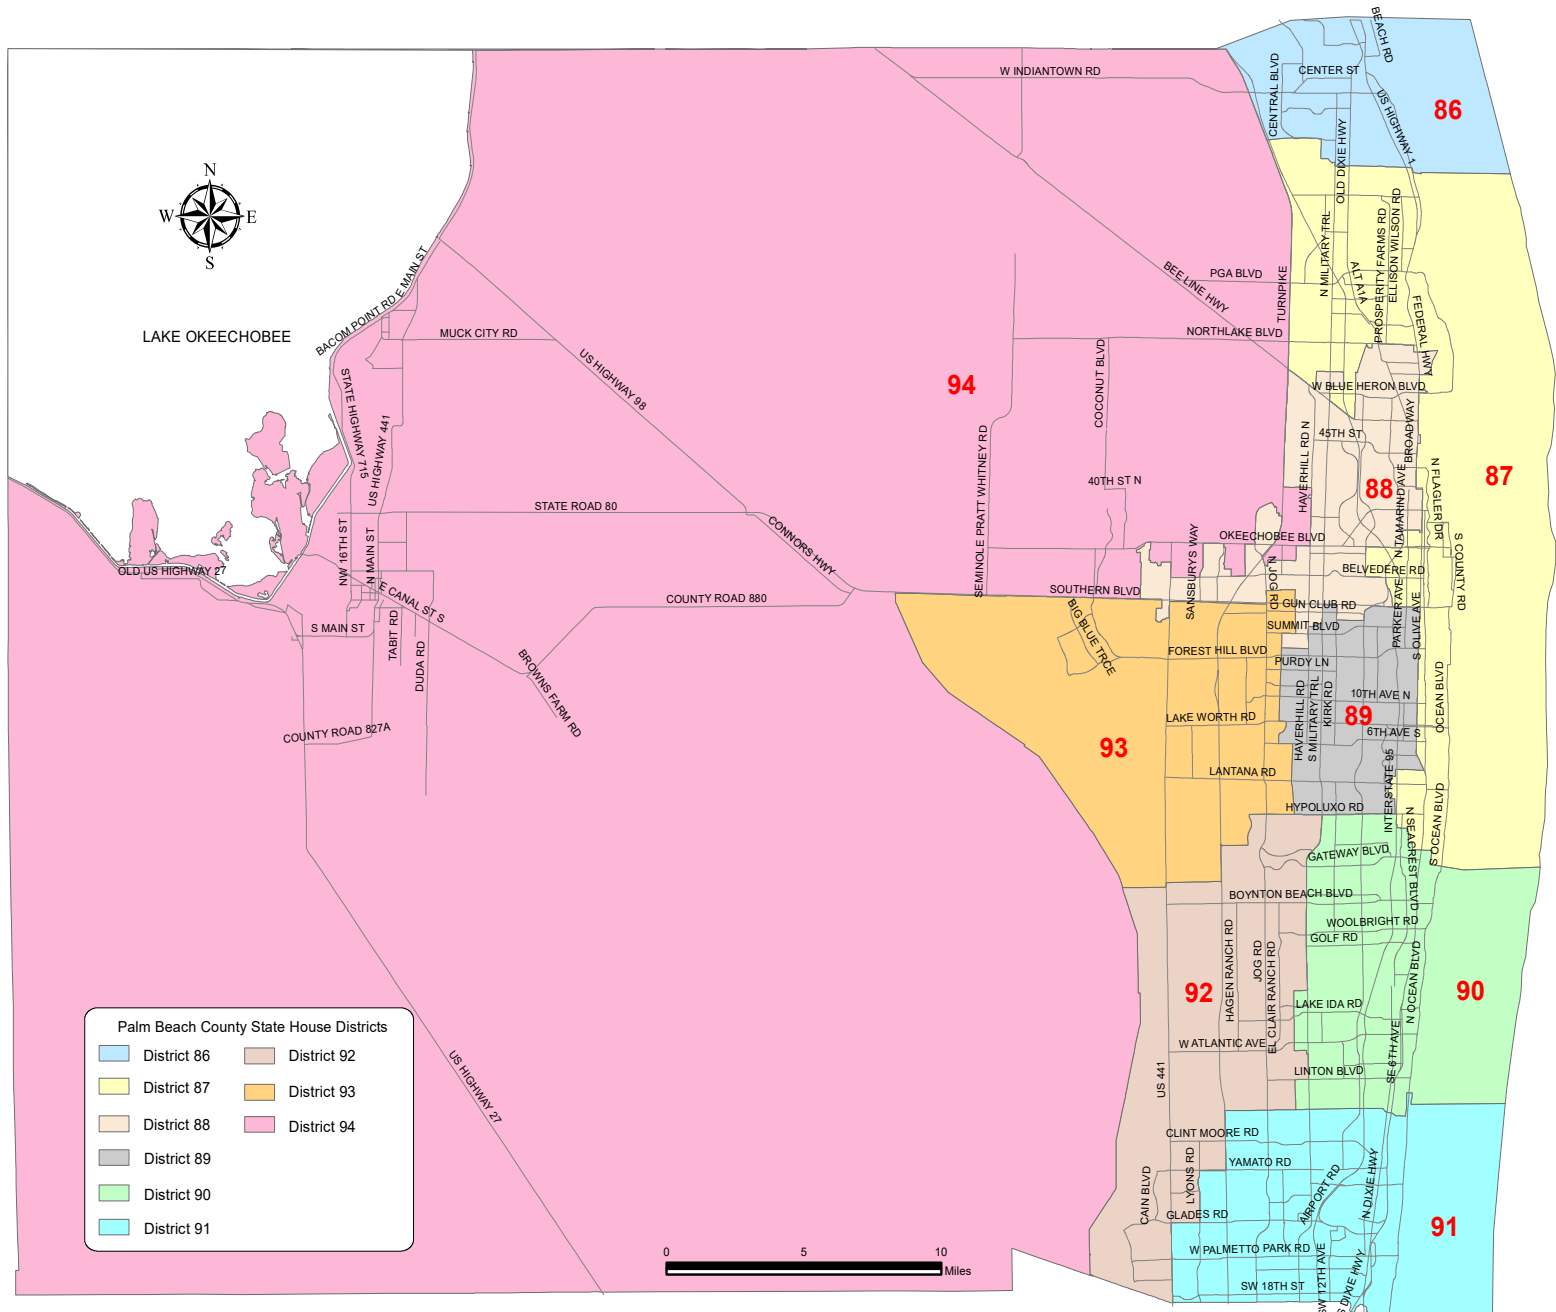 BEACH RD
CENTER ST
CENTRAL BLVD
W INDIANTOWN RD
86
US HIGHWAY 1
OLD DIXIE HWY
N
W
E
S
LAKE OKEECHOBEE
BACOM POINT RD
E MAIN ST
MUCK CITY RD
US HIGHWAY 98
STATE HIGHWAY 715
US HIGHWAY 441
94
BEE LINE HWY
PGA BLVD
TURNPIKE
N MILITARY TRL
ALT A1A
PROSPERITY FARMS RD
ELLISON WILSON RD
FEDERAL HWY
NORTHLAKE BLVD
COCONUT BLVD
W BLUE HERON BLVD
SEMINOLE PRATT WHITNEY RD
HAVERHILL RD N
45TH ST
BROADWAY
N TAMARIND AVE
88
87
N FLAGLER DR
S COUNTY RD
40TH ST N
STATE ROAD 80
CONNORS HWY
OKEECHOBEE BLVD
SANSBURYS WAY
N JOG RD
BELVEDERE RD
SOUTHERN BLVD
GUN CLUB RD
SUMMIT BLVD
PARKER AVE
S OLIVE AVE
OLD US HIGHWAY 27
NW 16TH ST
N MAIN ST
E CANAL ST S
COUNTY ROAD 880
S MAIN ST
TABIT RD
DUDA RD
BROWNS FARM RD
COUNTY ROAD 827A
BIG BLUE TRCE
FOREST HILL BLVD
PURDY LN
10TH AVE N
OCEAN BLVD
LAKE WORTH RD
HAVERHILL RD
S MILITARY TRL
KIRK RD
89
6TH AVE S
93
LANTANA RD
INTERSTATE 95
HYPOLUXO RD
N SEACREST BLVD
S OCEAN BLVD
GATEWAY BLVD
BOYNTON BEACH BLVD
WOOLBRIGHT RD
GOLF RD
HAGEN RANCH RD
JOG RD
EL CLAIR RANCH RD
N OCEAN BLVD
92
90
LAKE IDA RD
W ATLANTIC AVE
SE 6TH AVE
LINTON BLVD
US 441
US HIGHWAY 27
CLINT MOORE RD
YAMATO RD
LYONS RD
CAIN BLVD
GLADES RD
AIRPORT RD
N DIXIE HWY
91
W PALMETTO PARK RD
SW 18TH ST
SW 12TH AVE
S DIXIE HWY
Palm Beach County State House Districts
District 86
District 87
District 88
District 89
District 90
District 91
District 92
District 93
District 94
0 5 10
Miles